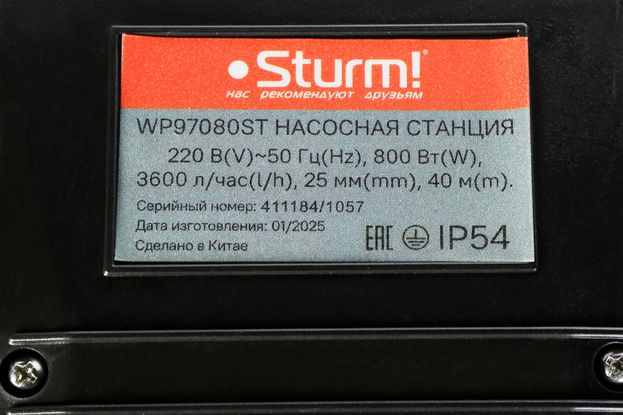 Sturm!®
нас рекомендуют друзьям
WP97080ST НАСОСНАЯ СТАНЦИЯ
220 В(V)~50 Гц(Hz), 800 Вт(W),
3600 л/час(l/h), 25 мм(mm), 40 м(m).
Серийный номер: 411184/1057
Дата изготовления: 01/2025
Сделано в Китае
EAC IP54